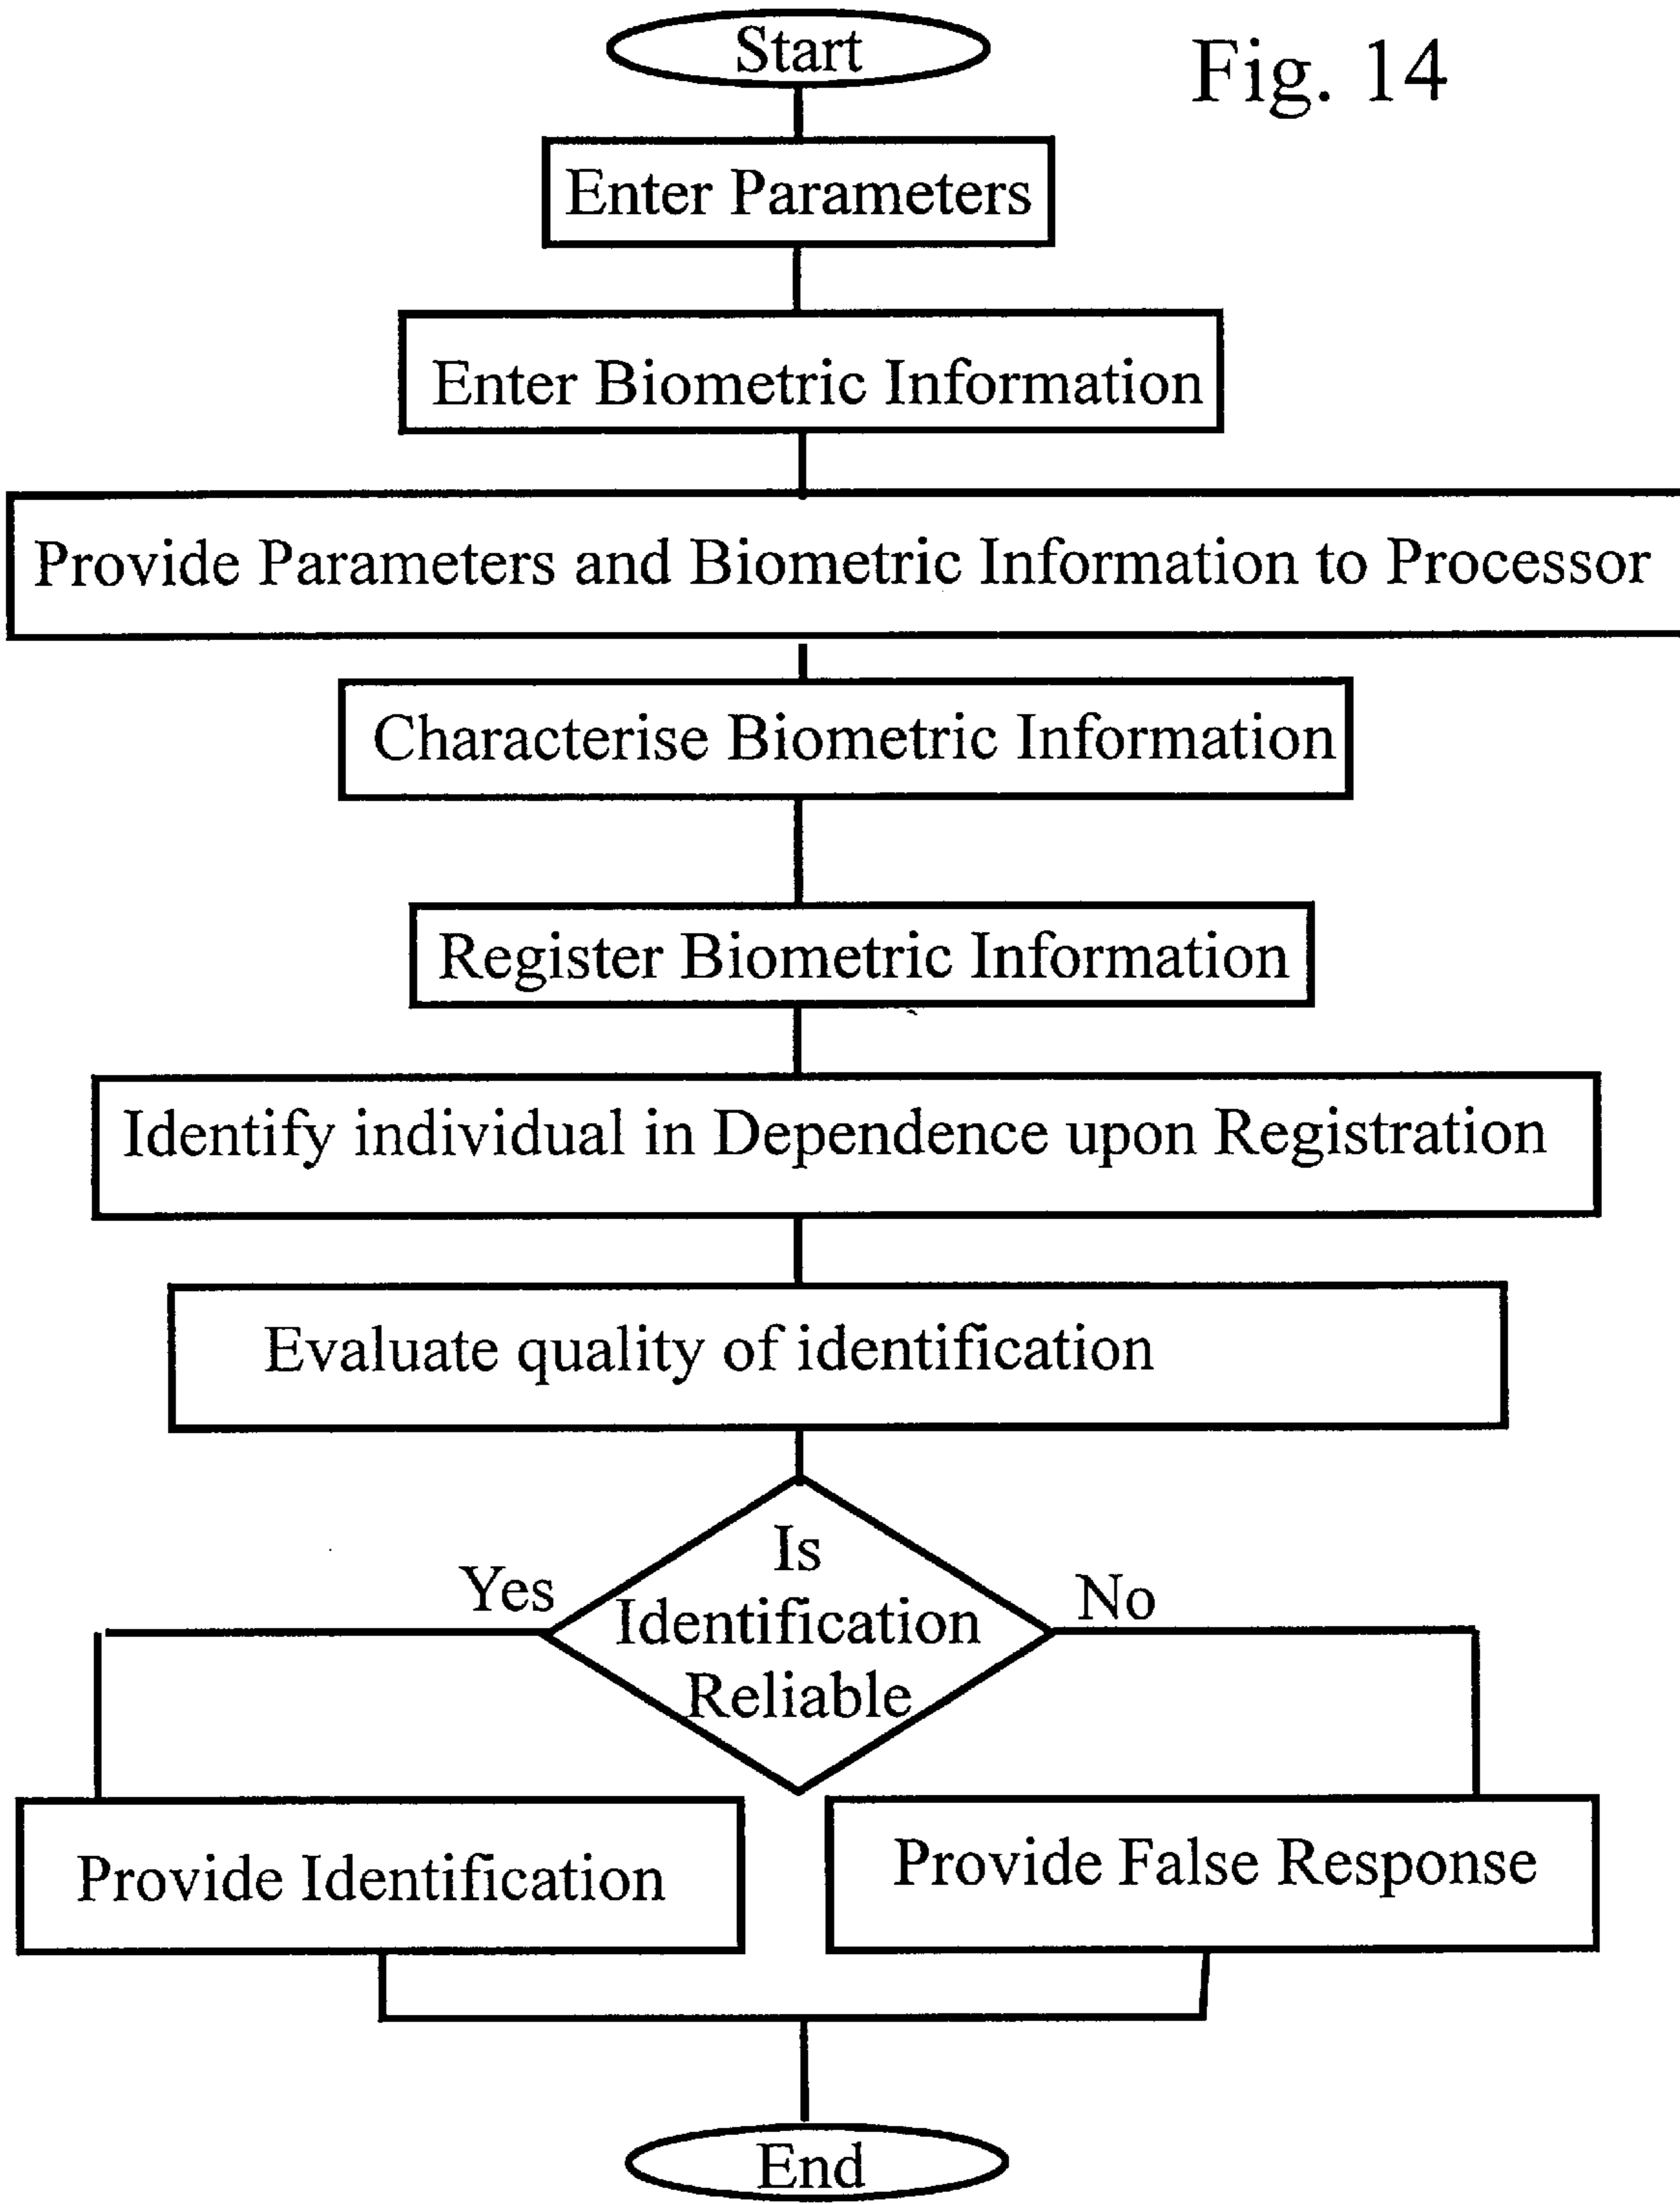 Start
Fig. 14
Enter Parameters
Enter Biometric Information
Provide Parameters and Biometric Information to Processor
Characterise Biometric Information
Register Biometric Information
Identify individual in Dependence upon Registration
Evaluate quality of identification
Is
Identification
Reliable
Yes
No
Provide Identification
Provide False Response
End